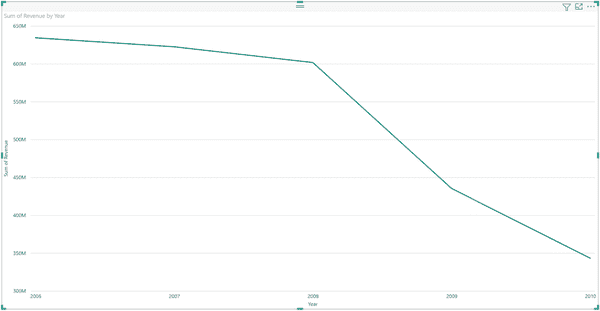 Sum of Revenue by Year
650M
600M
550M
500M
450M
400M
350M
300M
Sum of Revenue
2006
2007
2008
2009
2010
Year